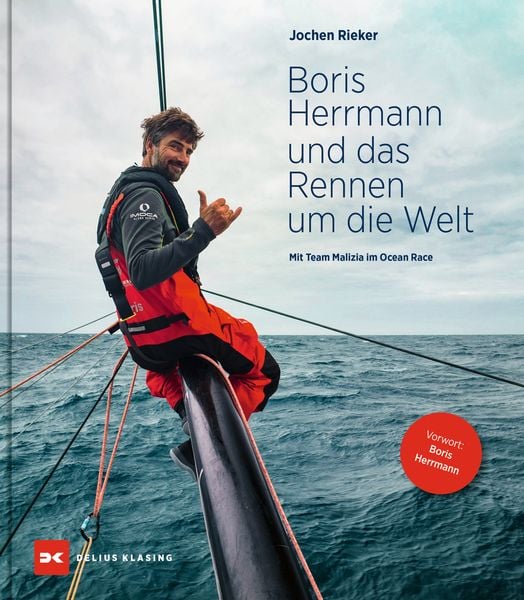 Jochen Rieker
Boris
Herrmann
und das
Rennen
um die Welt
Mit Team Malizia im Ocean Race
IMOCA
Vorwort:
Boris
Herrmann
DELIUS KLASING